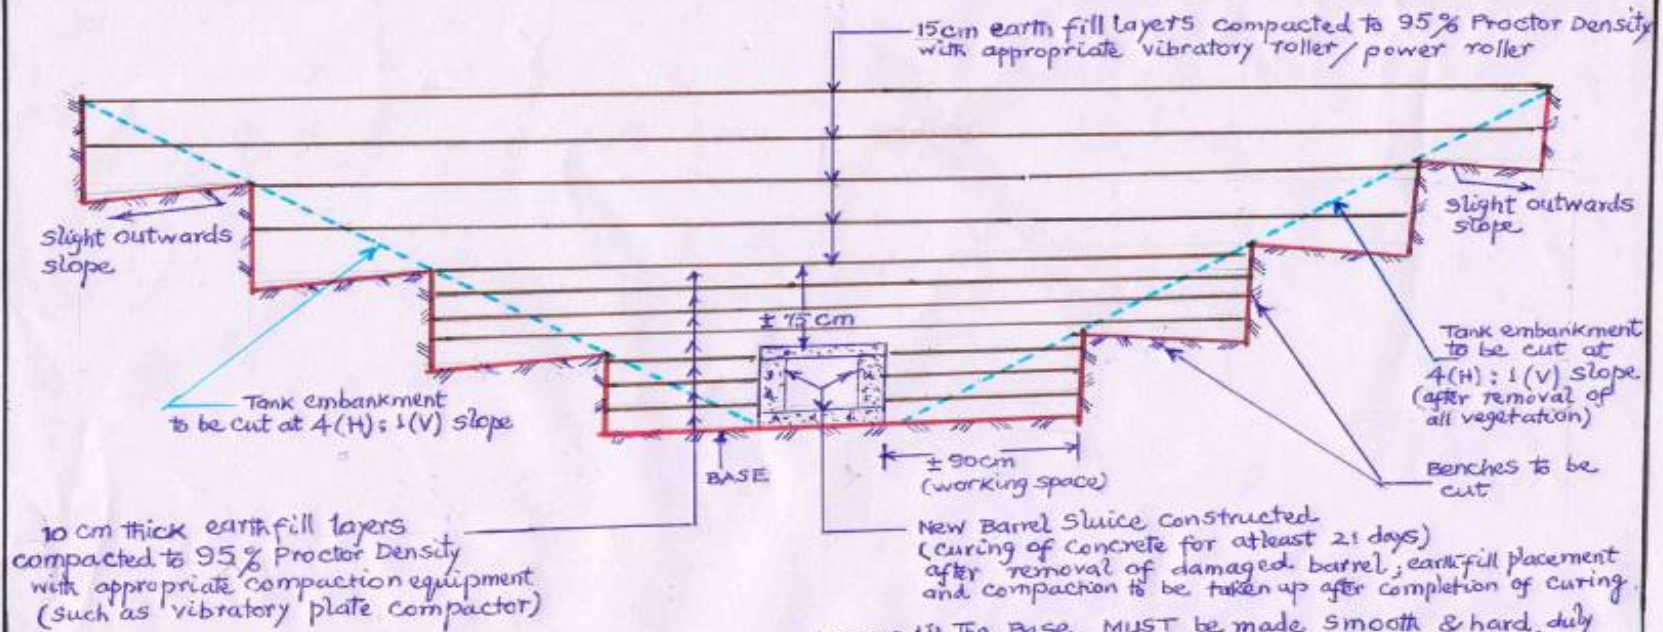 15cm earth fill layers compacted to 95% Proctor Density
with appropriate vibratory roller/power roller
slight outwards
slope
slight outwards
slope
± 75 cm
Tank embankment
to be cut at
4(H) : 1(V) slope
(after removal of
all vegetation)
Tank embankment
to be cut at 4(H) : 1(V) slope
BASE
± 90cm
(working space)
Benches to be
cut
10 cm thick earthfill layers
compacted to 95% Proctor Density
with appropriate compaction equipment
(such as vibratory plate compactor)
New Barrel Sluice constructed
(curing of concrete for atleast 21 days)
after removal of damaged barrel; earthfill placement
and compaction to be taken up after completion of curing
The Base MUST be made smooth & hard, duly